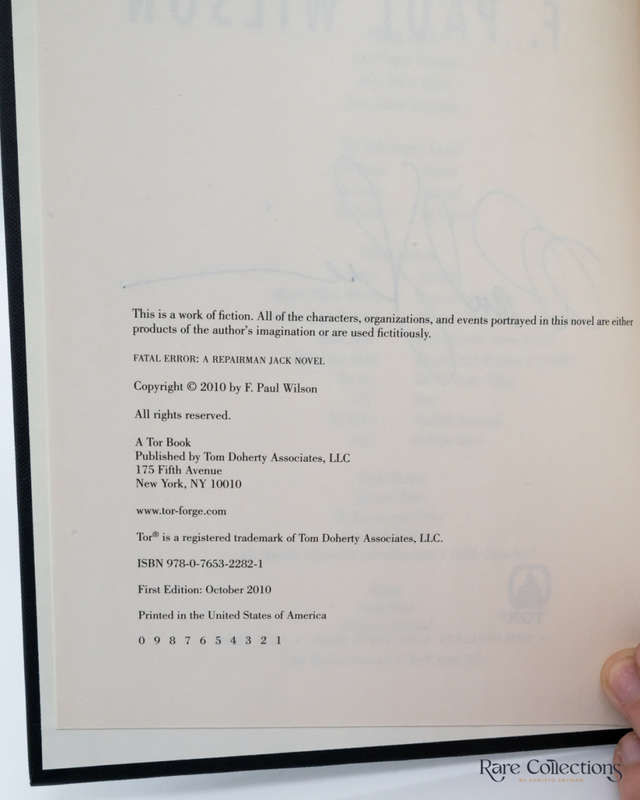 F. PAUL WILSON
This is a work of fiction. All of the characters, organizations, and events portrayed in this novel are either
products of the author's imagination or are used fictitiously.
FATAL ERROR: A REPAIRMAN JACK NOVEL
Copyright © 2010 by F. Paul Wilson
All rights reserved.
A Tor Book
Published by Tom Doherty Associates, LLC
175 Fifth Avenue
New York, NY 10010
www.tor-forge.com
Tor® is a registered trademark of Tom Doherty Associates, LLC.
ISBN 978-0-7653-2282-1
First Edition: October 2010
Printed in the United States of America
0 9 8 7 6 5 4 3 2 1
TOR
Rare Collections